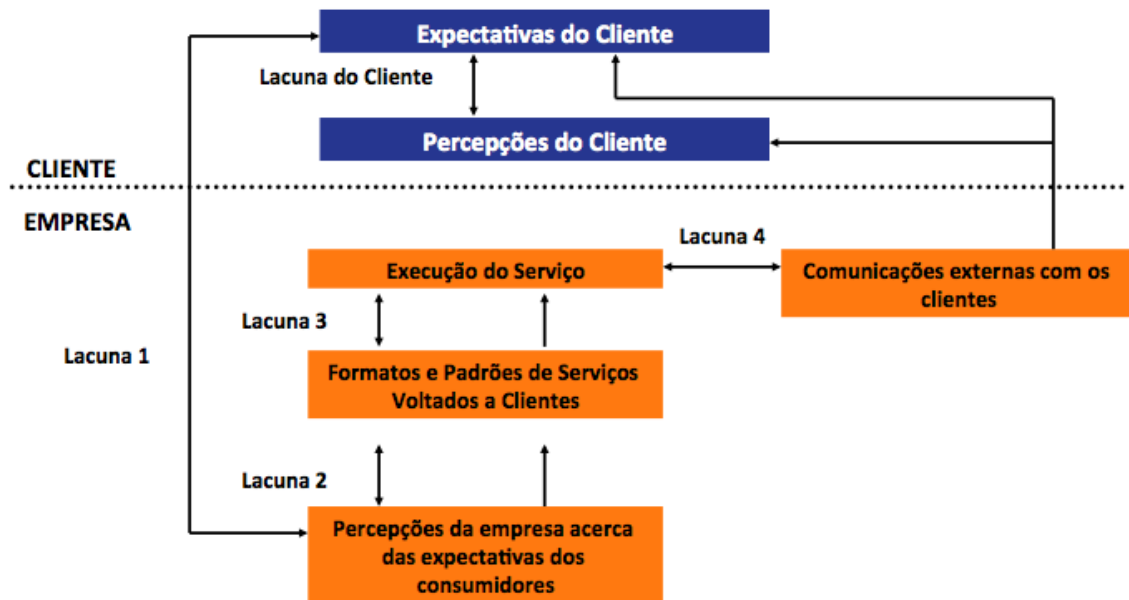 Expectativas do Cliente
Lacuna do Cliente
Percepções do Cliente
CLIENTE
EMPRESA
Lacuna 4
Execução do Serviço
Comunicações externas com os
clientes
Lacuna 3
Lacuna 1
Formatos e Padrões de Serviços
Voltados a Clientes
Lacuna 2
Percepções da empresa acerca
das expectativas dos
consumidores